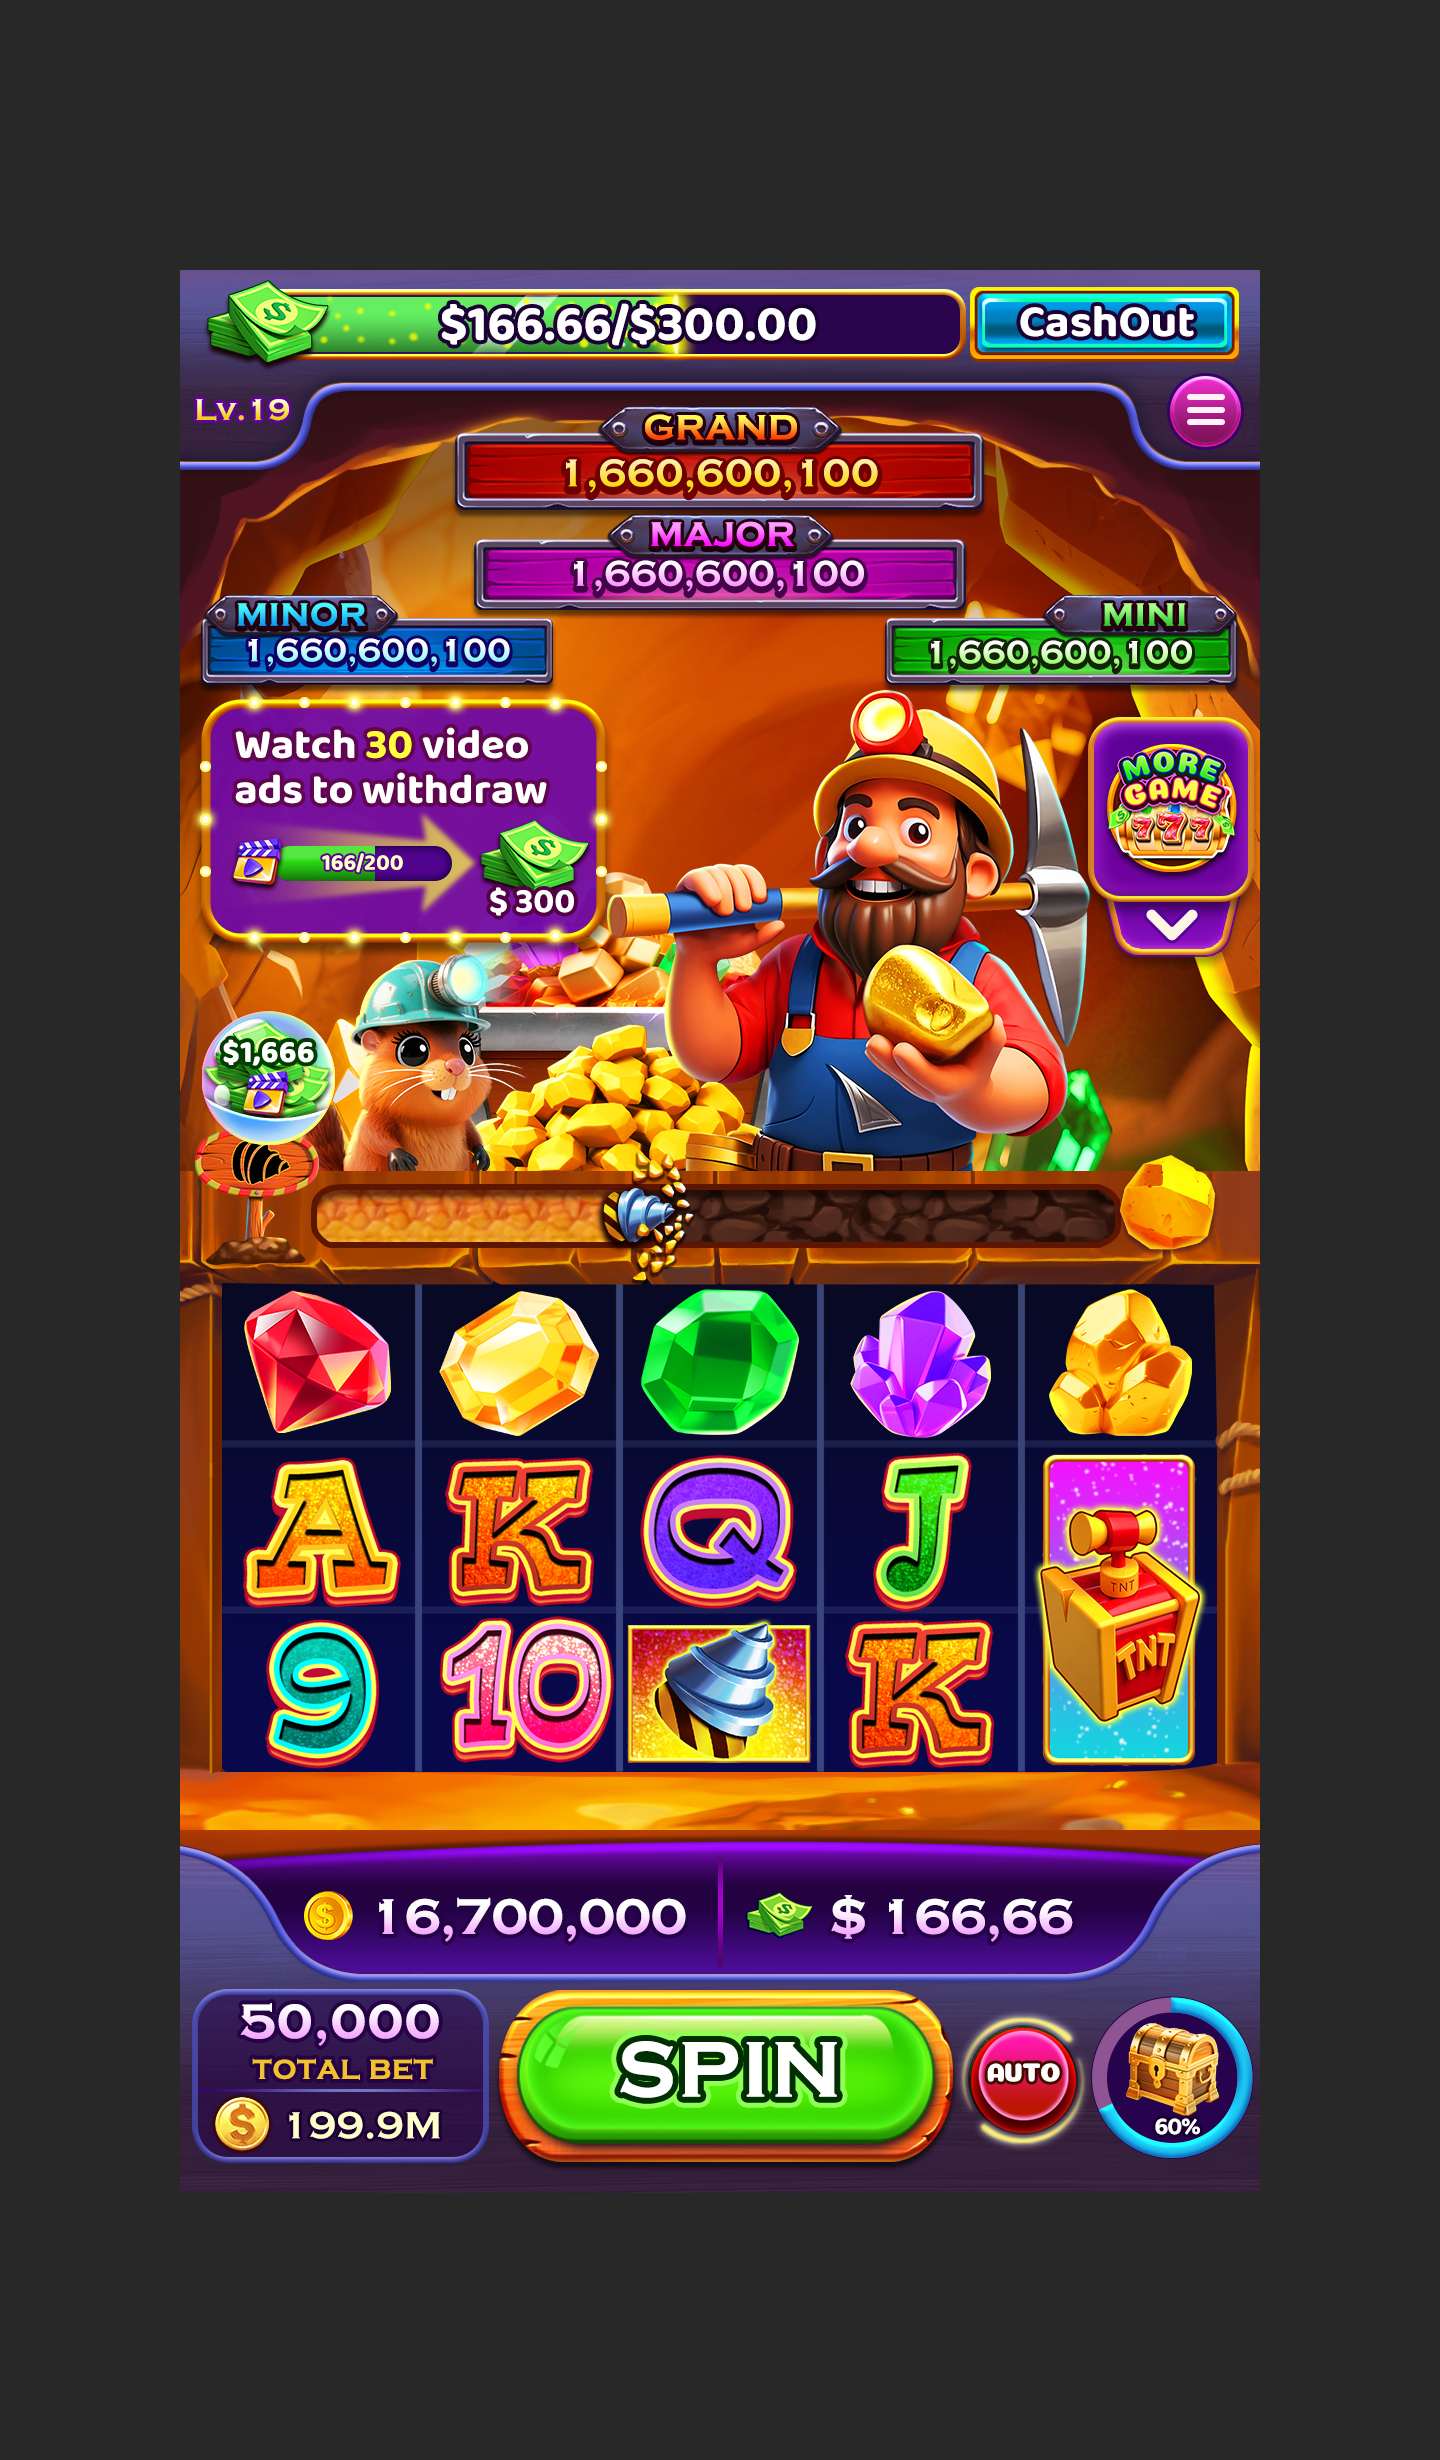 $166.66/$300.00
CashOut
Lv.19
GRAND
1,660,600,100
MAJOR
1,660,600,100
MINOR
1,660,600,100
MINI
1,660,600,100
Watch 30 video
ads to withdraw
166/200
$ 300
MORE
GAME
777
$1,666
A K Q J
TNT
TNT
9 10 K
16,700,000
$ 166,66
50,000
TOTAL BET
199.9M
SPIN
AUTO
60%